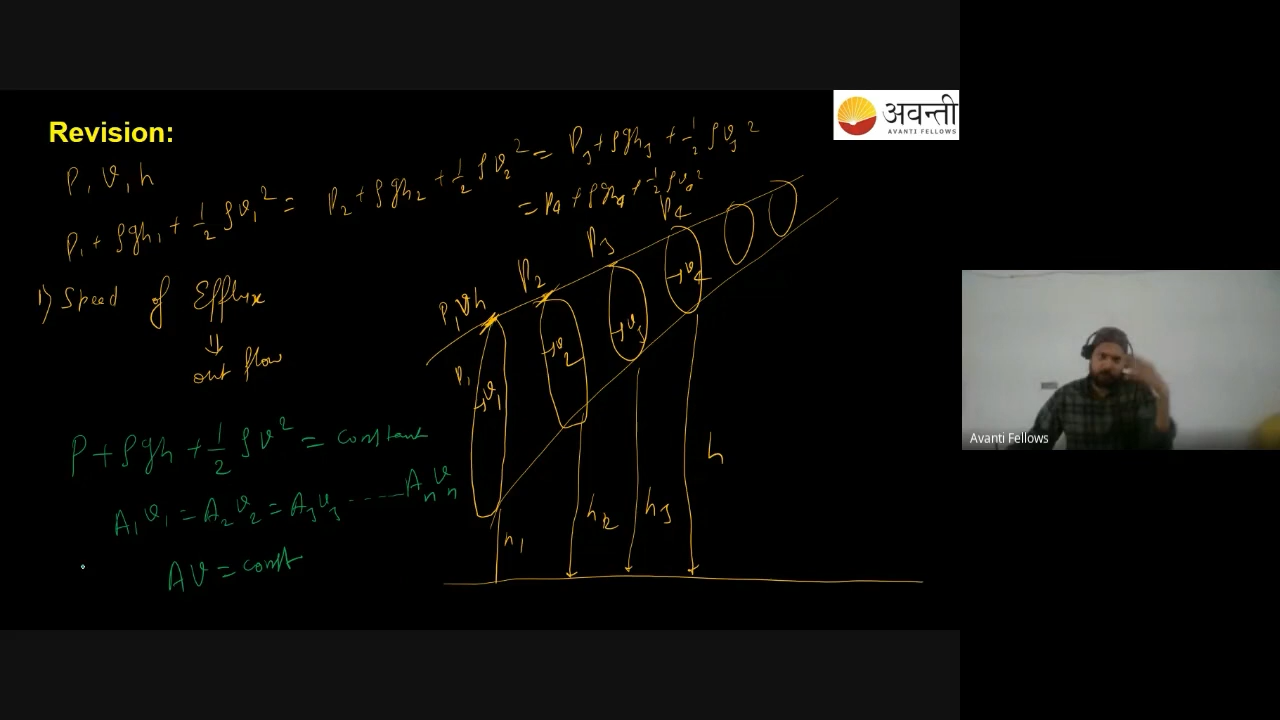 Revision:
अवन्ती
AVANTI FELLOWS
P, v, h
P₁ + ρgh₁ + ½ρv₁² = P₂ + ρgh₂ + ½ρv₂² = P₃ + ρgh₃ + ½ρv₃²
= P₄ + ρgh₄ + ½ρv₄²
1) Speed of Efflux
⇓
out flow
P + ρgh + ½ρv² = constant
A₁v₁ = A₂v₂ = A₃v₃ ------ Aₙvₙ
Av = const
P, v, h
P₁
P₂
P₃
P₄
→v₁
→v₂
→v₃
→v₄
h₁
h₂
h₃
h
Avanti Fellows